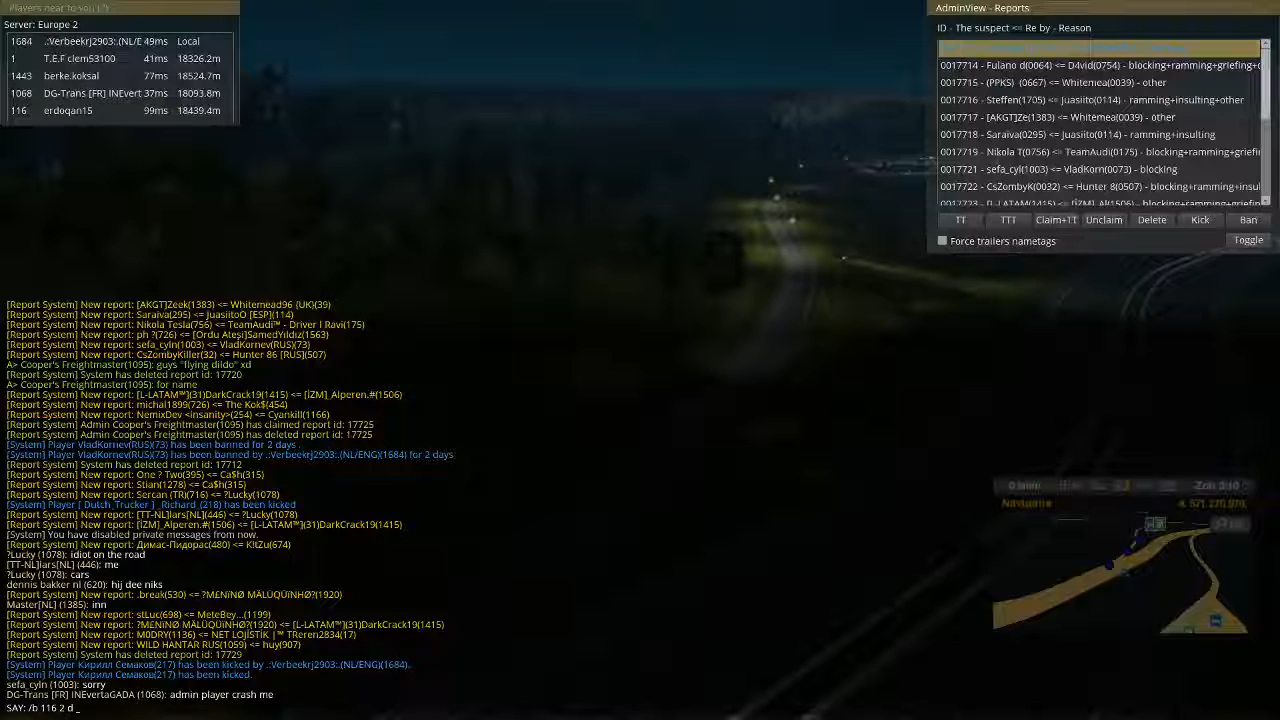 Players near to you (?)
Server: Europe 2
1684 .:Verbeekrj2903:.(NL/E 49ms Local
1 T.E.F clem53100 41ms 18326.2m
1443 berke.koksal 77ms 18524.7m
1068 DG-Trans [FR] INEvert 37ms 18093.8m
116 erdogan15 99ms 18439.4m
AdminView - Reports
ID - The suspect <= Re by - Reason
0017714 - Fulano d(0064) <= D4vid(0754) - blocking+ramming+griefing+
0017715 - (PPKS) (0667) <= Whitemea(0039) - other
0017716 - Steffen(1705) <= Juasiito(0114) - ramming+insulting+other
0017717 - [AKGT]Ze(1383) <= Whitemea(0039) - other
0017718 - Saraiva(0295) <= Juasiito(0114) - ramming+insulting
0017719 - Nikola T(0756) <= TeamAudi(0175) - blocking+ramming+griefi
0017721 - sefa_cyl(1003) <= VladKorn(0073) - blocking
0017722 - CsZombyK(0032) <= Hunter 8(0507) - blocking+ramming+insul
0017723 - [L-LATAM(1415) <= [İZM]_Al(1506) - blocking+ramming+griefin
TT TTT Claim+TT Unclaim Delete Kick Ban
Force trailers nametags Toggle
[Report System] New report: [AKGT]Zeek(1383) <= Whitemead96 {UK}(39)
[Report System] New report: Saraiva(295) <= JuasiitoO [ESP](114)
[Report System] New report: Nikola Tesla(756) <= TeamAudi™ - Driver l Ravi(175)
[Report System] New report: ph ?(726) <= [Ordu Ateşi]SamedYıldız(1563)
[Report System] New report: sefa_cyln(1003) <= VladKornev(RUS)(73)
[Report System] New report: CsZombyKiller(32) <= Hunter 86 [RUS](507)
A> Cooper's Freightmaster(1095): guys "flying dildo" xd
[Report System] System has deleted report id: 17720
A> Cooper's Freightmaster(1095): for name
[Report System] New report: [L-LATAM™](31)DarkCrack19(1415) <= [İZM]_Alperen.#(1506)
[Report System] New report: michal1899(726) <= The Kok$(454)
[Report System] New report: NemixDev <insanity>(254) <= Cyankill(1166)
[Report System] Admin Cooper's Freightmaster(1095) has claimed report id: 17725
[Report System] Admin Cooper's Freightmaster(1095) has deleted report id: 17725
[System] Player VladKornev(RUS)(73) has been banned for 2 days .
[System] Player VladKornev(RUS)(73) has been banned by .:Verbeekrj2903:.(NL/ENG)(1684) for 2 days
[Report System] System has deleted report id: 17712
[Report System] New report: One ? Two(395) <= Ca$h(315)
[Report System] New report: Stian(1278) <= Ca$h(315)
[Report System] New report: Sercan (TR)(716) <= ?Lucky(1078)
[System] Player [ Dutch_Trucker ] _Richard_(218) has been kicked
[Report System] New report: [TT-NL]lars[NL](446) <= ?Lucky(1078)
[Report System] New report: [İZM]_Alperen.#(1506) <= [L-LATAM™](31)DarkCrack19(1415)
[System] You have disabled private messages from now.
[Report System] New report: Димас-Пидорас(480) <= K!tZu(674)
?Lucky (1078): idiot on the road
[TT-NL]lars[NL] (446): me
?Lucky (1078): cars
dennis bakker nl (620): hij dee niks
[Report System] New report: .break(530) <= ?M£NïNØ MÄLÜQÜïNHØ?(1920)
Master[NL] (1385): inn
[Report System] New report: stLuc(698) <= MeteBey...(1199)
[Report System] New report: ?M£NïNØ MÄLÜQÜïNHØ?(1920) <= [L-LATAM™](31)DarkCrack19(1415)
[Report System] New report: M0DRY(1136) <= NET LOJİSTİK |™ TReren2834(17)
[Report System] New report: WILD HANTAR RUS(1059) <= huy(907)
[Report System] System has deleted report id: 17729
[System] Player Кирилл Семаков(217) has been kicked by .:Verbeekrj2903:.(NL/ENG)(1684).
[System] Player Кирилл Семаков(217) has been kicked.
sefa_cyln (1003): sorry
DG-Trans [FR] INEvertaGADA (1068): admin player crash me
SAY: /b 116 2 d _
Navigatie